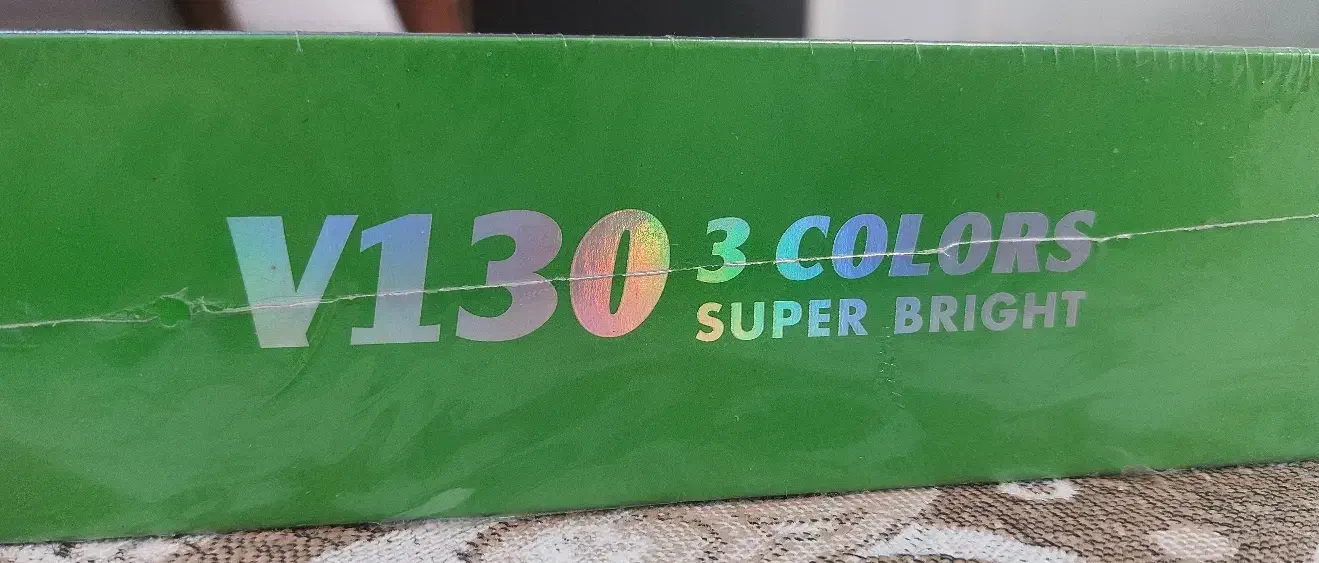 V130 3 COLORS
SUPER BRIGHT